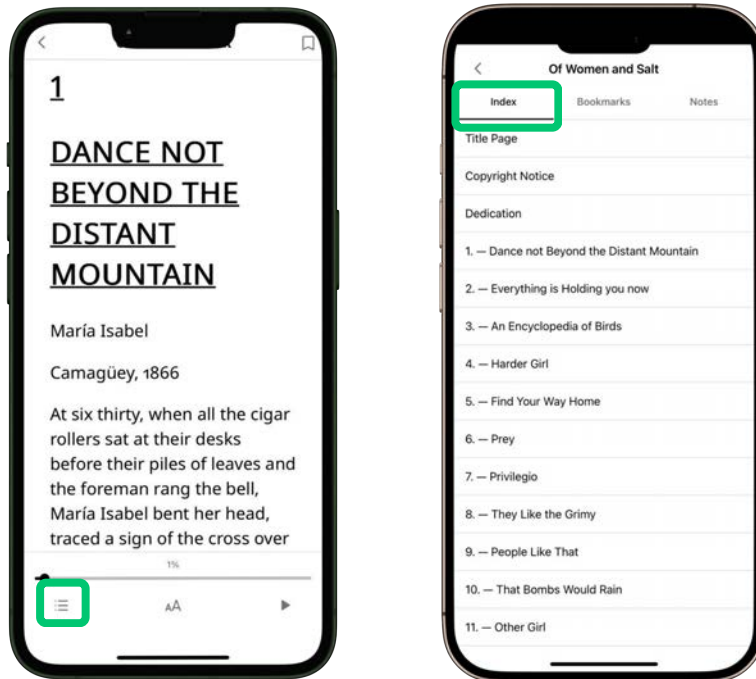 1
DANCE NOT
BEYOND THE
DISTANT
MOUNTAIN
María Isabel
Camagüey, 1866
At six thirty, when all the cigar
rollers sat at their desks
before their piles of leaves and
the foreman rang the bell,
María Isabel bent her head,
traced a sign of the cross over
1%
AA
Of Women and Salt
Index Bookmarks Notes
Title Page
Copyright Notice
Dedication
1. — Dance not Beyond the Distant Mountain
2. — Everything is Holding you now
3. — An Encyclopedia of Birds
4. — Harder Girl
5. — Find Your Way Home
6. — Prey
7. — Privilegio
8. — They Like the Grimy
9. — People Like That
10. — That Bombs Would Rain
11. — Other Girl